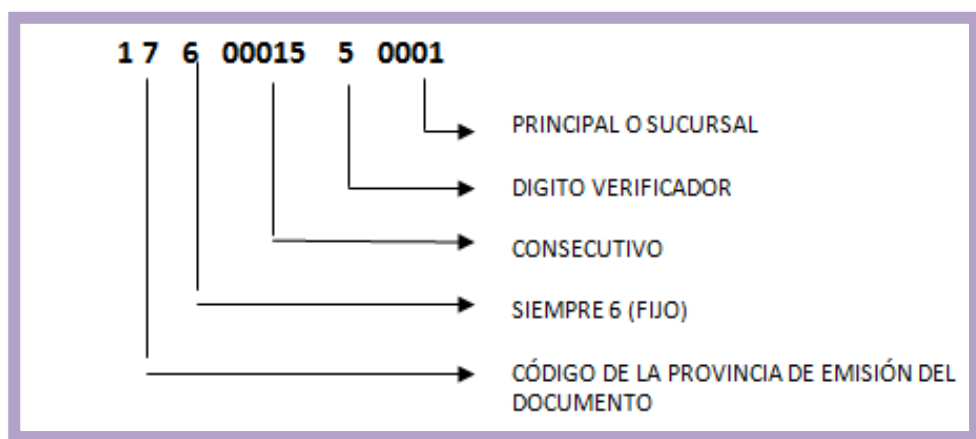 1 7 6 00015 5 0001
PRINCIPAL O SUCURSAL
DIGITO VERIFICADOR
CONSECUTIVO
SIEMPRE 6 (FIJO)
CÓDIGO DE LA PROVINCIA DE EMISIÓN DEL
DOCUMENTO